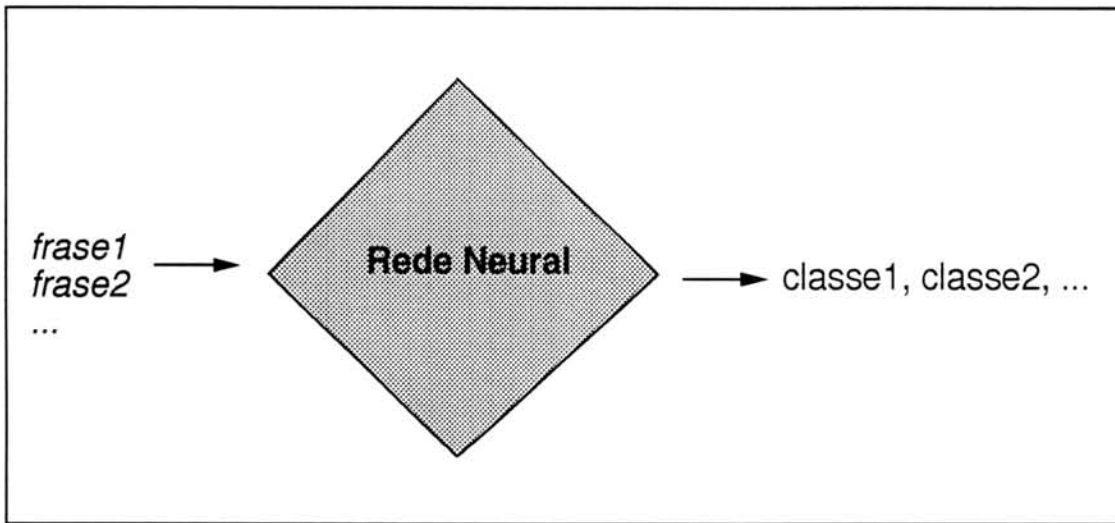 frase1
frase2
...
Rede Neural
classe1, classe2, ...